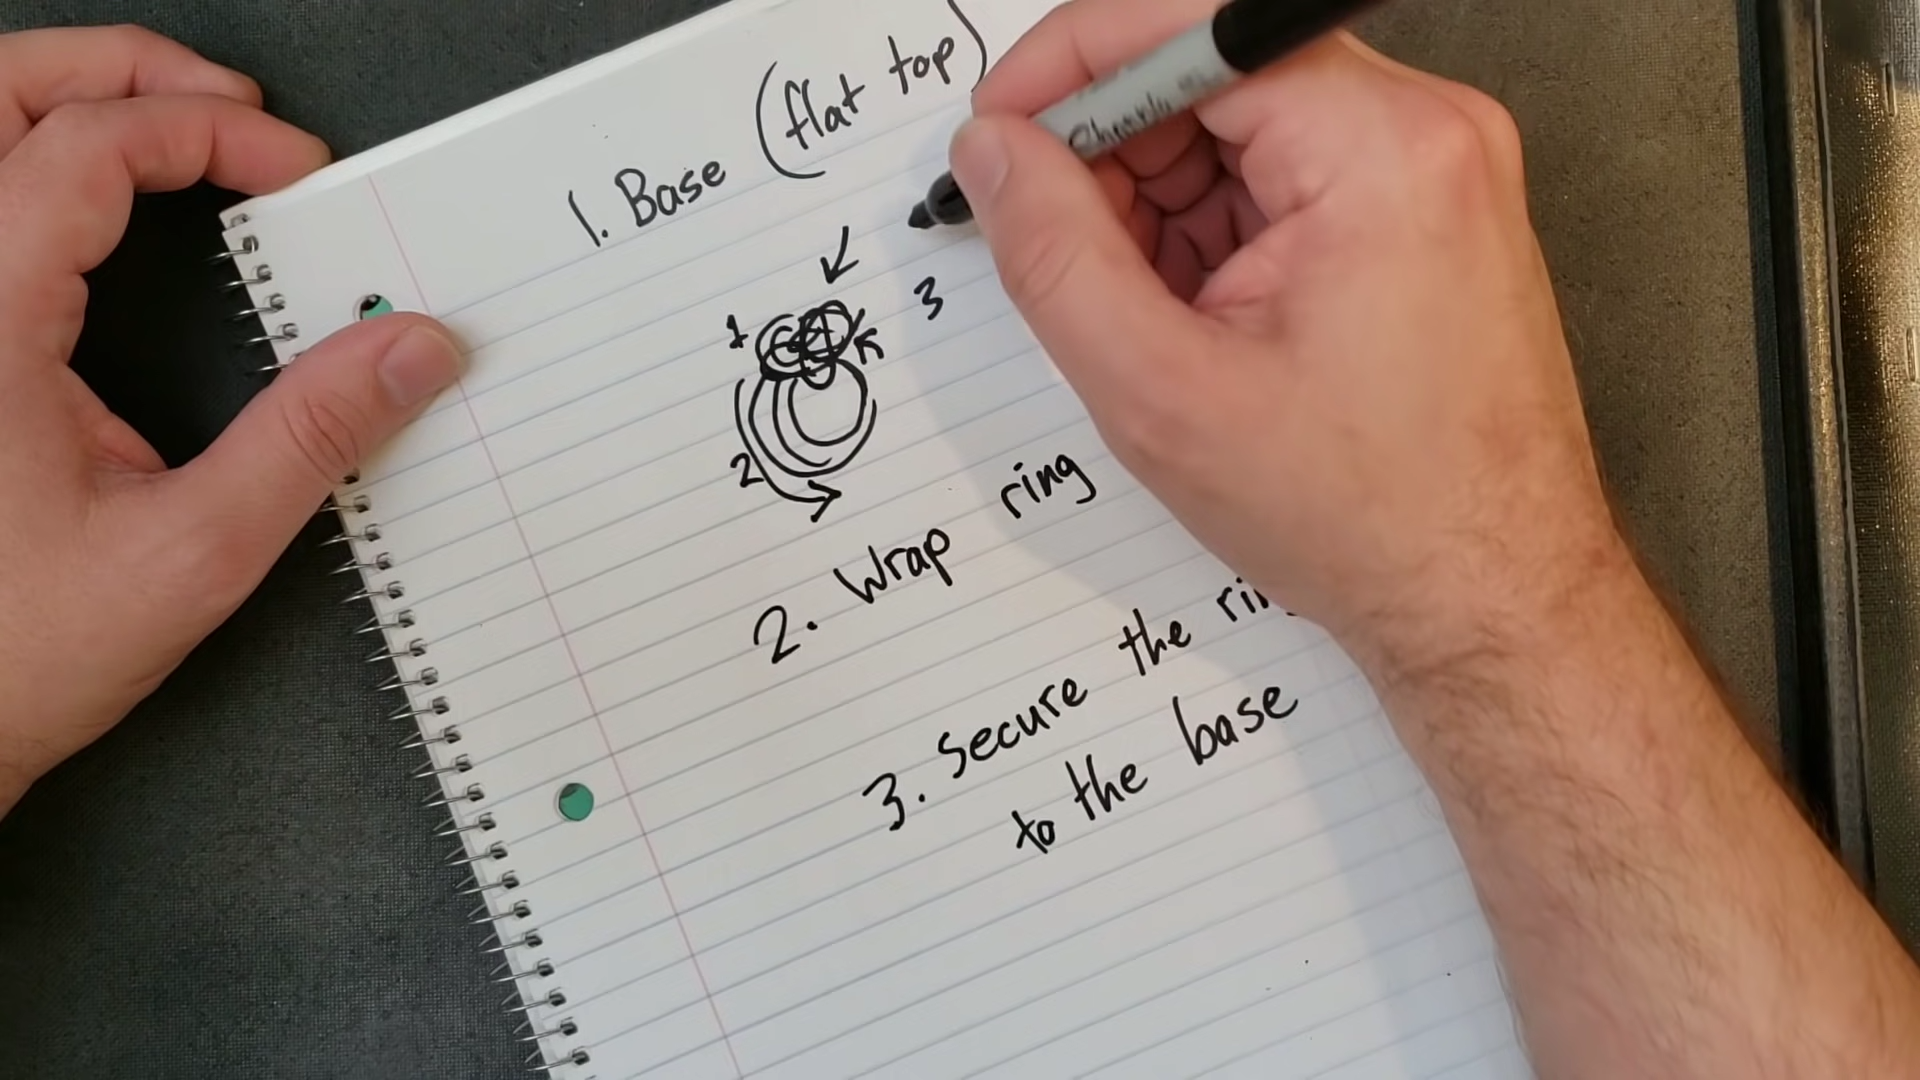 1. Base (flat top)
1
3
2
2. Wrap ring
3. Secure the
to the base